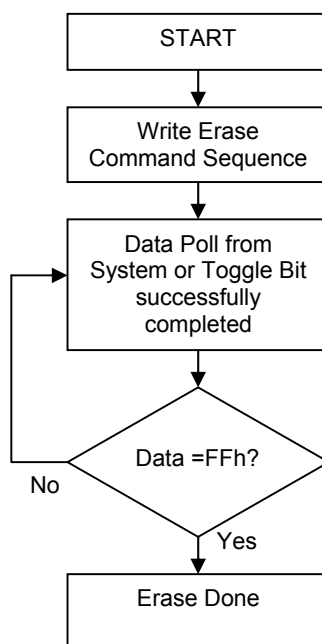 START
Write Erase
Command Sequence
Data Poll from
System or Toggle Bit
successfully
completed
Data =FFh?
No
Yes
Erase Done